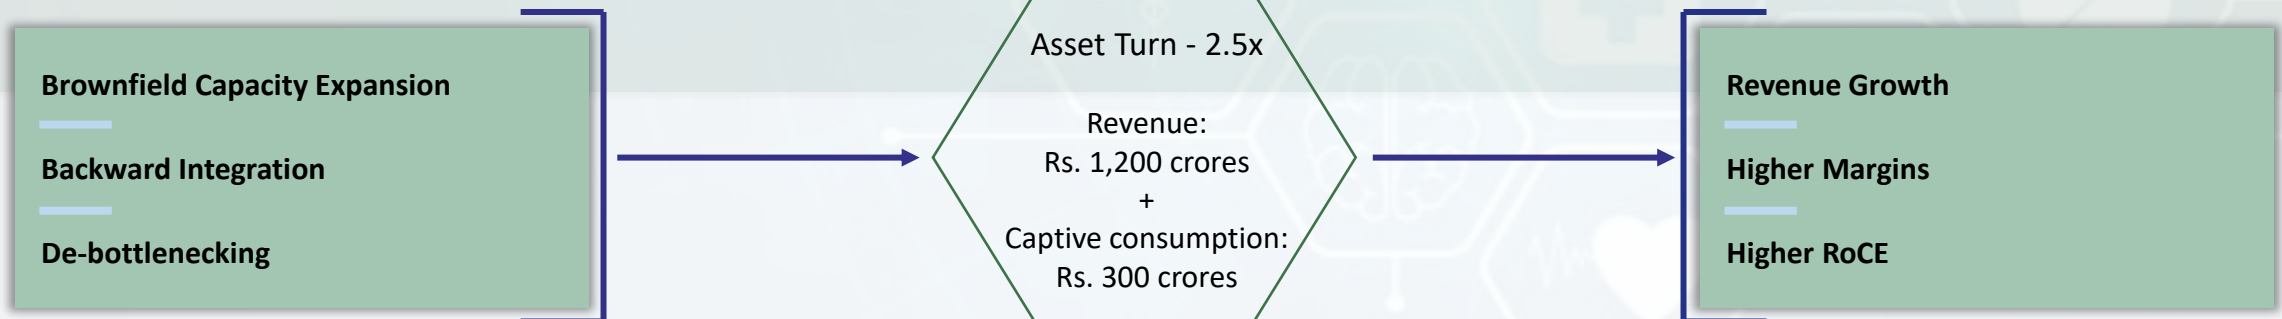 Brownfield Capacity Expansion
Backward Integration
De-bottlenecking
Asset Turn - 2.5x
Revenue:
Rs. 1,200 crores
+
Captive consumption:
Rs. 300 crores
Revenue Growth
Higher Margins
Higher RoCE